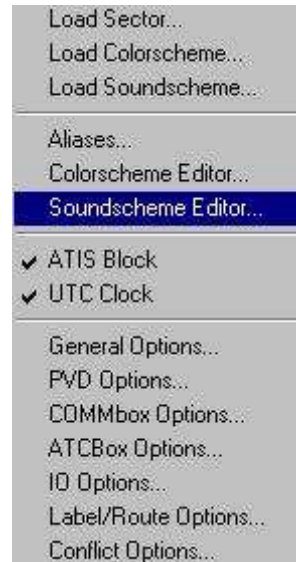 Load Sector...
Load Colorscheme...
Load Soundscheme...
Aliases...
Colorscheme Editor...
Soundscheme Editor...
ATIS Block
UTC Clock
General Options...
PVD Options...
COMMbox Options...
ATCBox Options...
IO Options...
Label/Route Options...
Conflict Options...